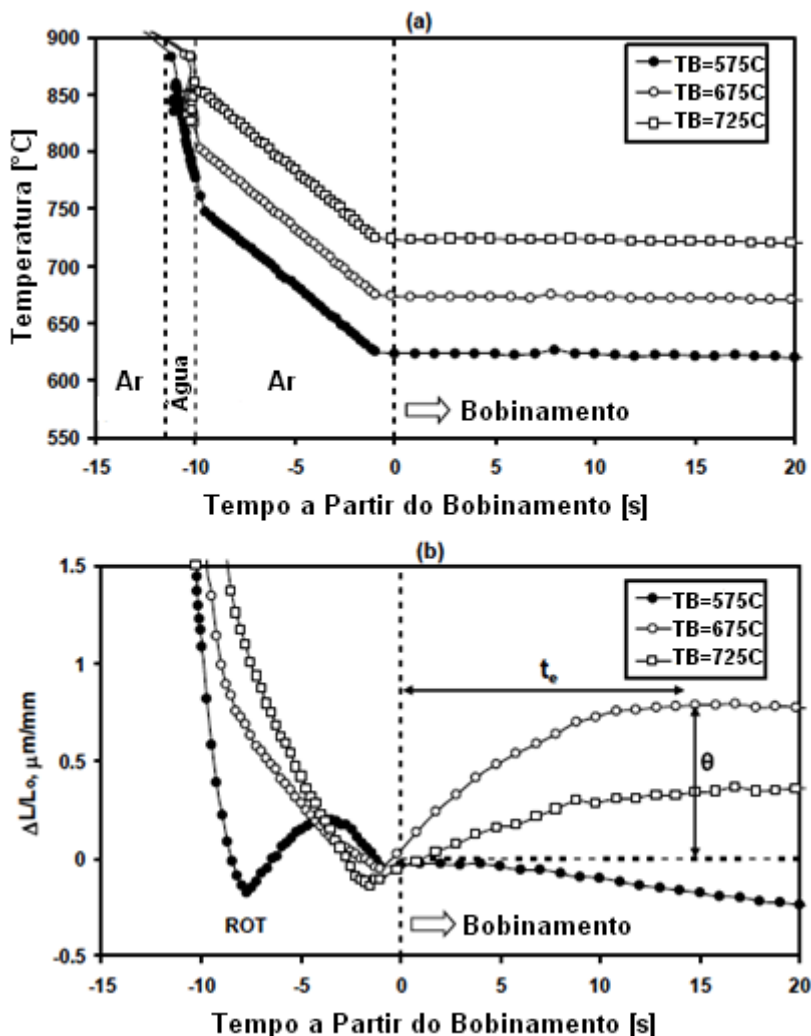 (a)
Temperatura [°C]
900
850
800
750
700
650
600
550
TB=575C
TB=675C
TB=725C
Ar
Água
Ar
Bobinamento
-15
-10
-5
0
5
10
15
20
Tempo a Partir do Bobinamento [s]
(b)
ΔL/Lₒ, μm/mm
1.5
1
0.5
0
-0.5
TB=575C
TB=675C
TB=725C
tₑ
θ
ROT
Bobinamento
-15
-10
-5
0
5
10
15
20
Tempo a Partir do Bobinamento [s]